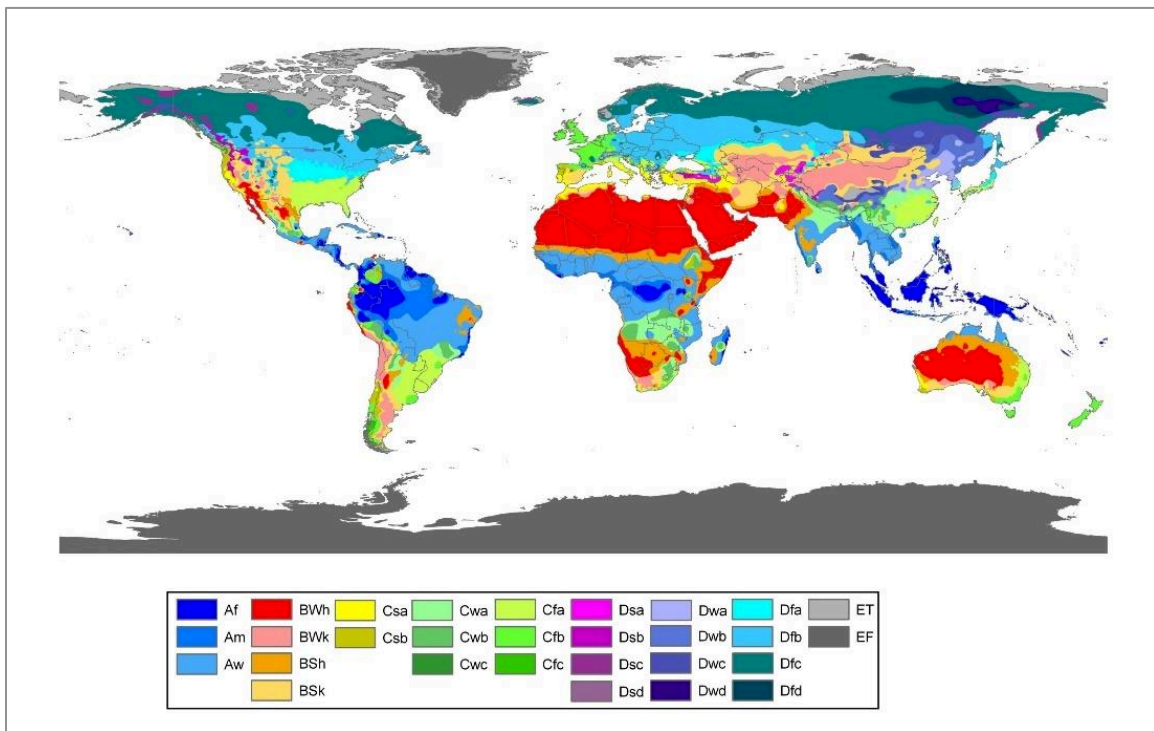 Af BWh Csa Cwa Cfa Dsa Dwa Dfa ET
Am BWk Csb Cwb Cfb Dsb Dwb Dfb EF
Aw BSh Cwc Cfc Dsc Dwc Dfc
BSk Dsd Dwd Dfd